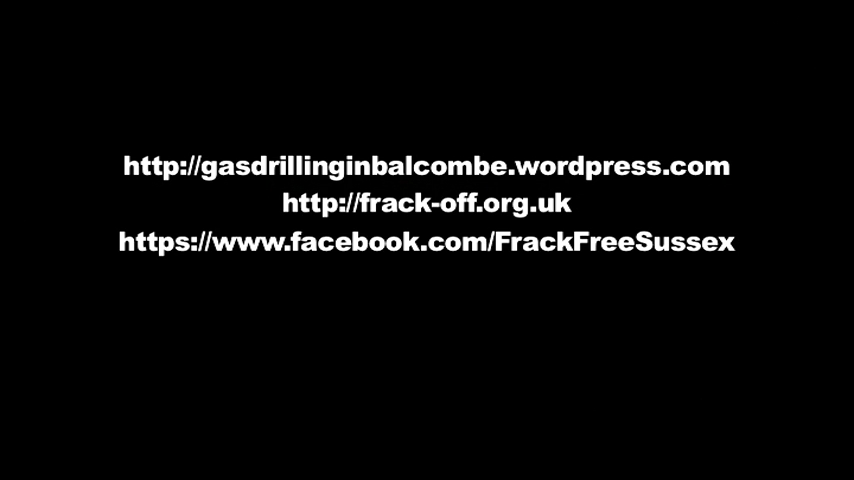 http://gasdrillinginbalcombe.wordpress.com
http://frack-off.org.uk
https://www.facebook.com/FrackFreeSussex